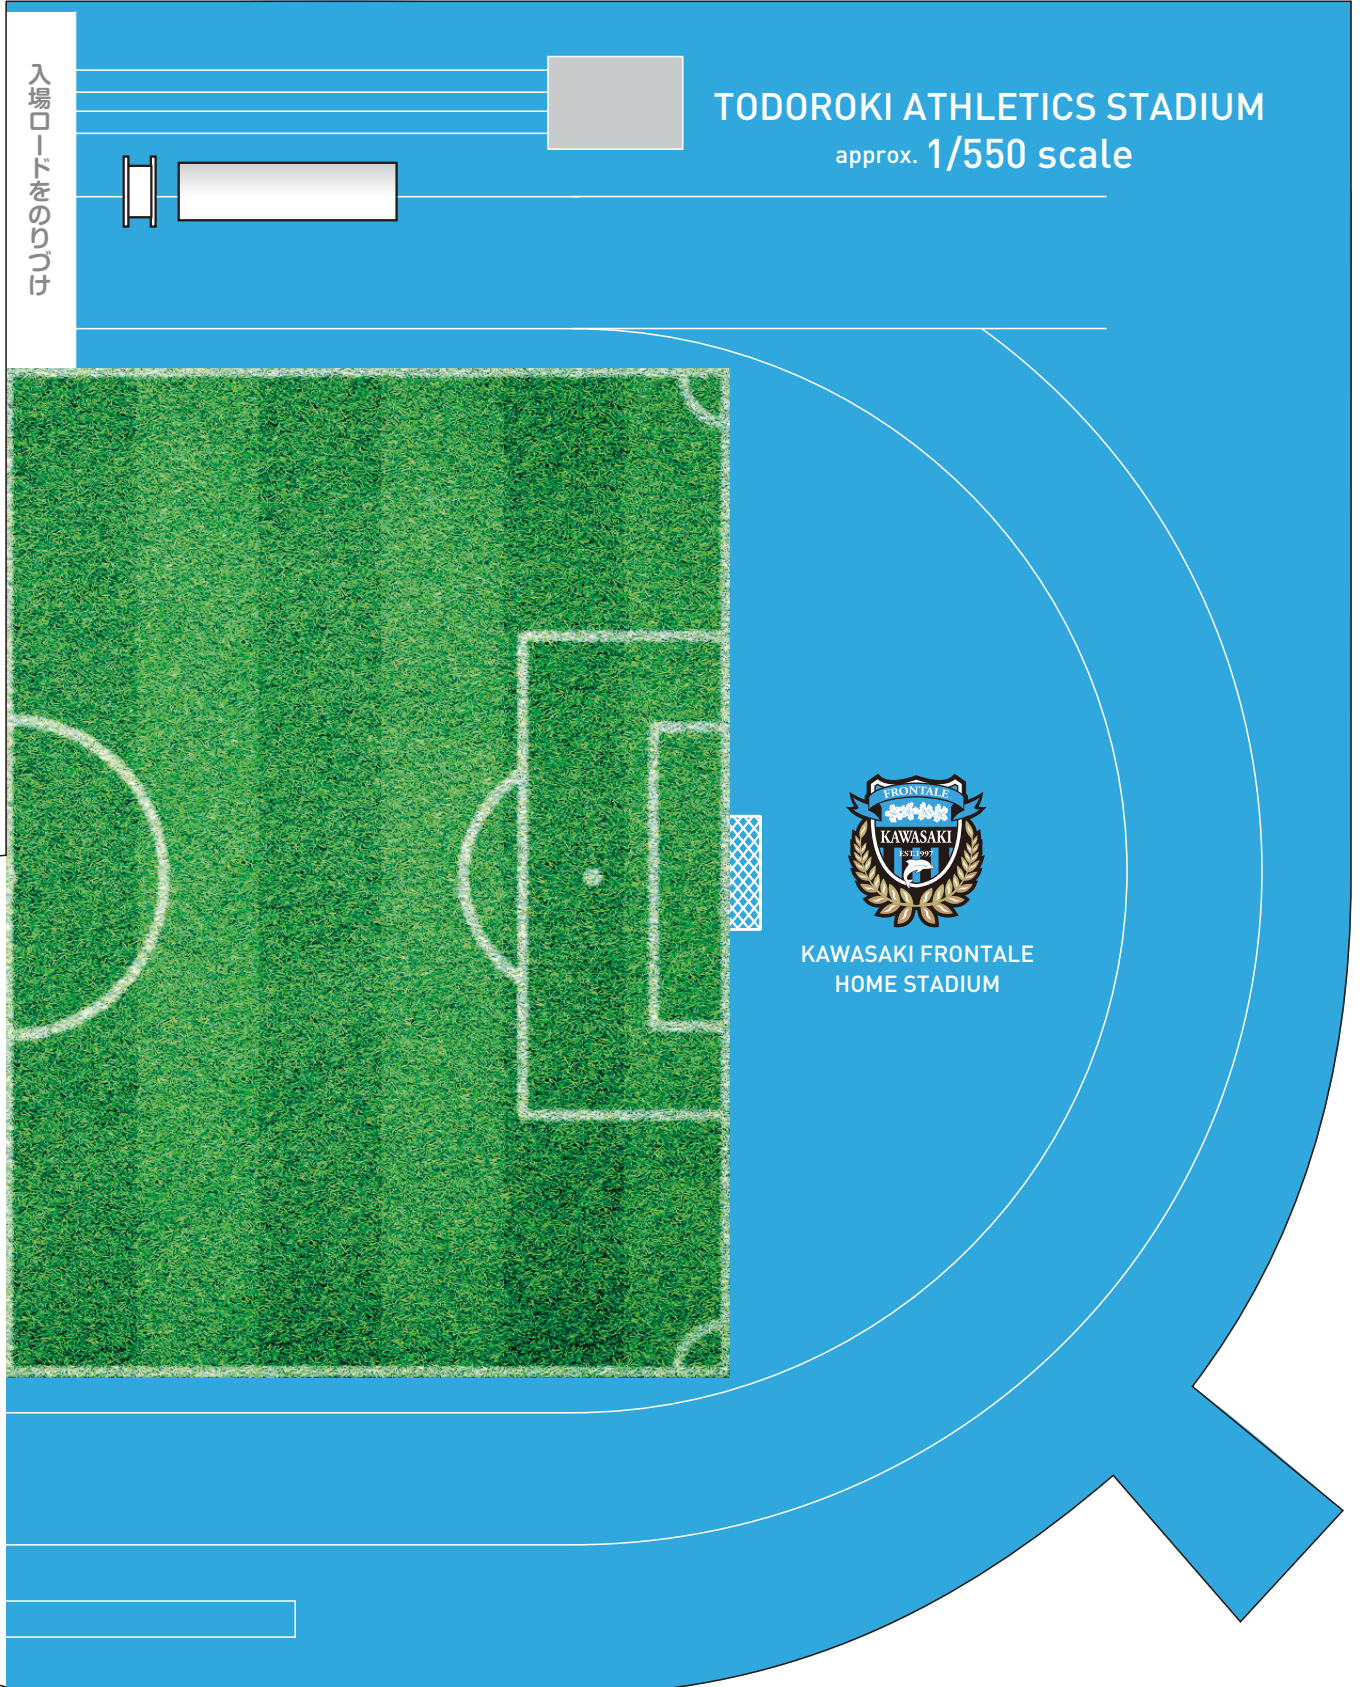 入場ロードをのりづけ
TODOROKI ATHLETICS STADIUM
approx. 1/550 scale
FRONTALE
KAWASAKI
EST.1997
KAWASAKI FRONTALE
HOME STADIUM